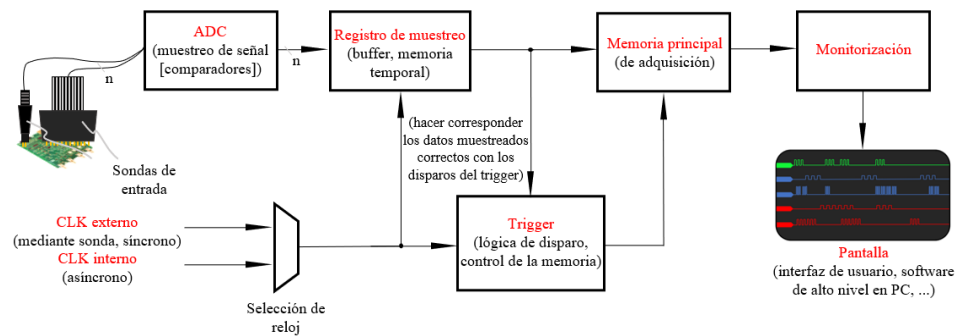 ADC
(muestreo de señal
[comparadores])
n
n
Registro de muestreo
(buffer, memoria
temporal)
Memoria principal
(de adquisición)
Monitorización
Sondas de
entrada
(hacer corresponder
los datos muestreados
correctos con los
disparos del trigger)
CLK externo
(mediante sonda, síncrono)
CLK interno
(asíncrono)
Selección de
reloj
Trigger
(lógica de disparo,
control de la memoria)
Pantalla
(interfaz de usuario, software
de alto nivel en PC, ...)